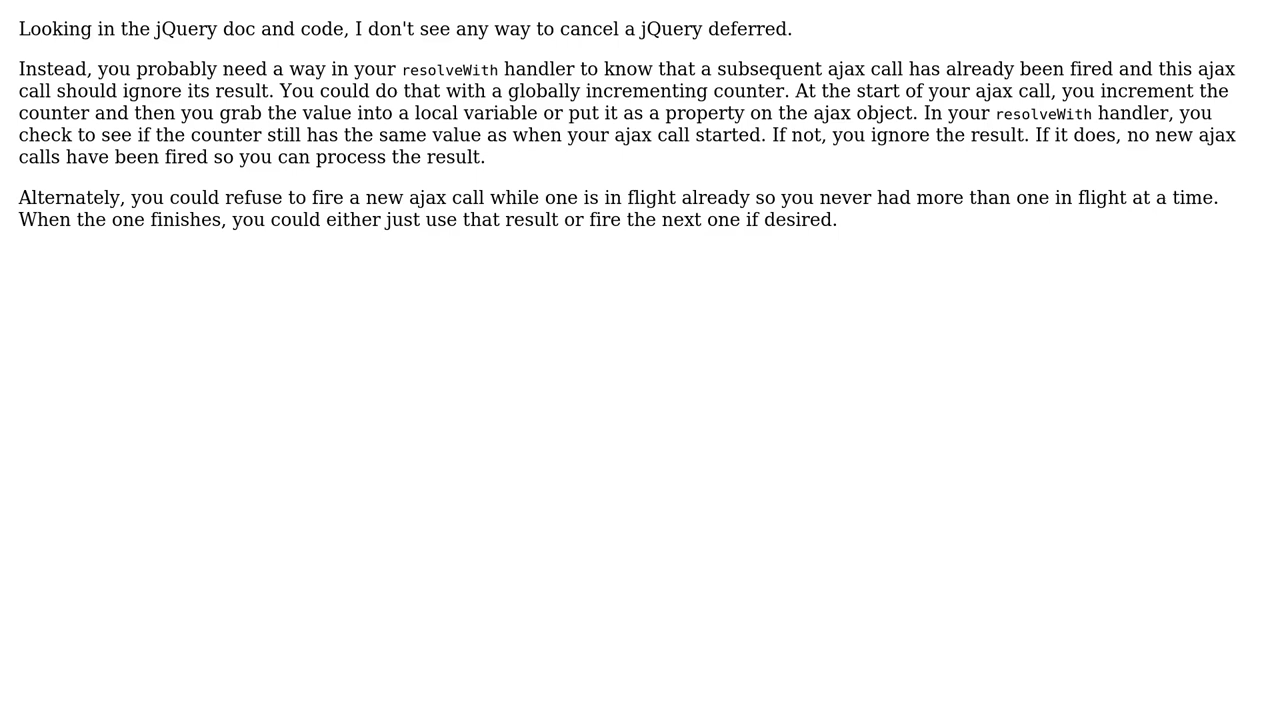 Looking in the jQuery doc and code, I don't see any way to cancel a jQuery deferred.
Instead, you probably need a way in your resolveWith handler to know that a subsequent ajax call has already been fired and this ajax
call should ignore its result. You could do that with a globally incrementing counter. At the start of your ajax call, you increment the
counter and then you grab the value into a local variable or put it as a property on the ajax object. In your resolveWith handler, you
check to see if the counter still has the same value as when your ajax call started. If not, you ignore the result. If it does, no new ajax
calls have been fired so you can process the result.
Alternately, you could refuse to fire a new ajax call while one is in flight already so you never had more than one in flight at a time.
When the one finishes, you could either just use that result or fire the next one if desired.